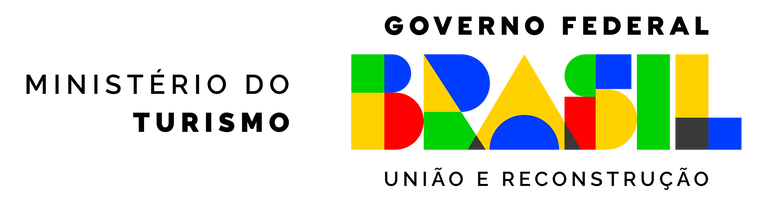 MINISTÉRIO DO
TURISMO
GOVERNO FEDERAL
BRASIL
UNIÃO E RECONSTRUÇÃO